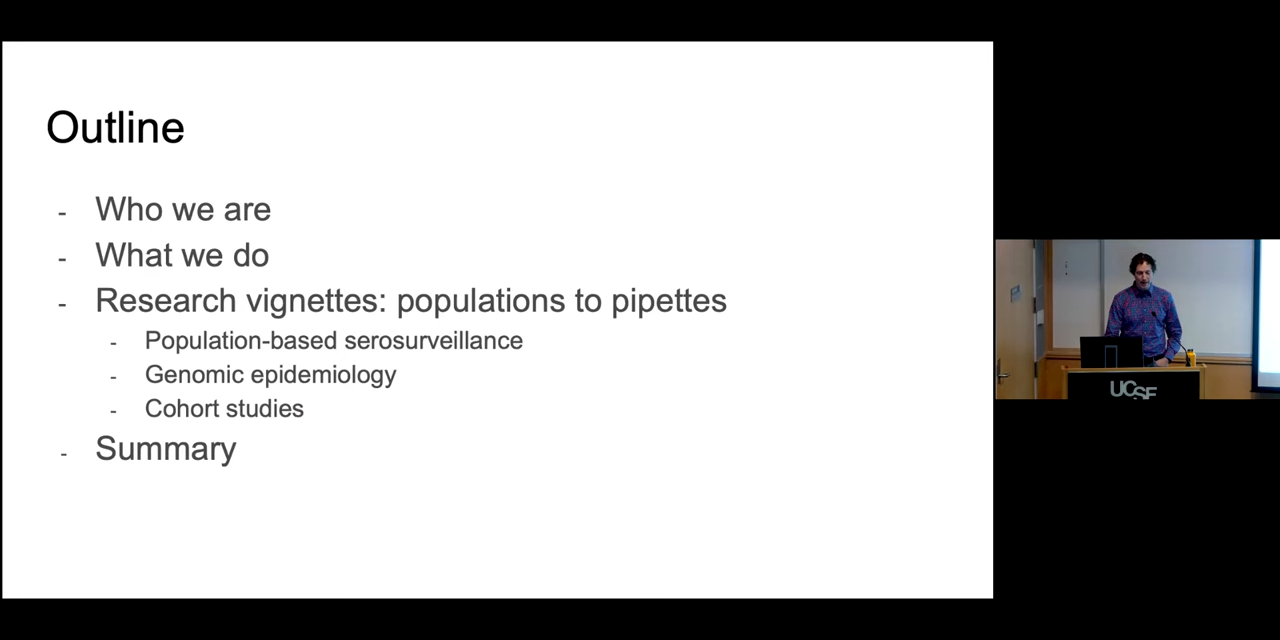 Outline
- Who we are
- What we do
- Research vignettes: populations to pipettes
- Population-based serosurveillance
- Genomic epidemiology
- Cohort studies
- Summary
UCSF